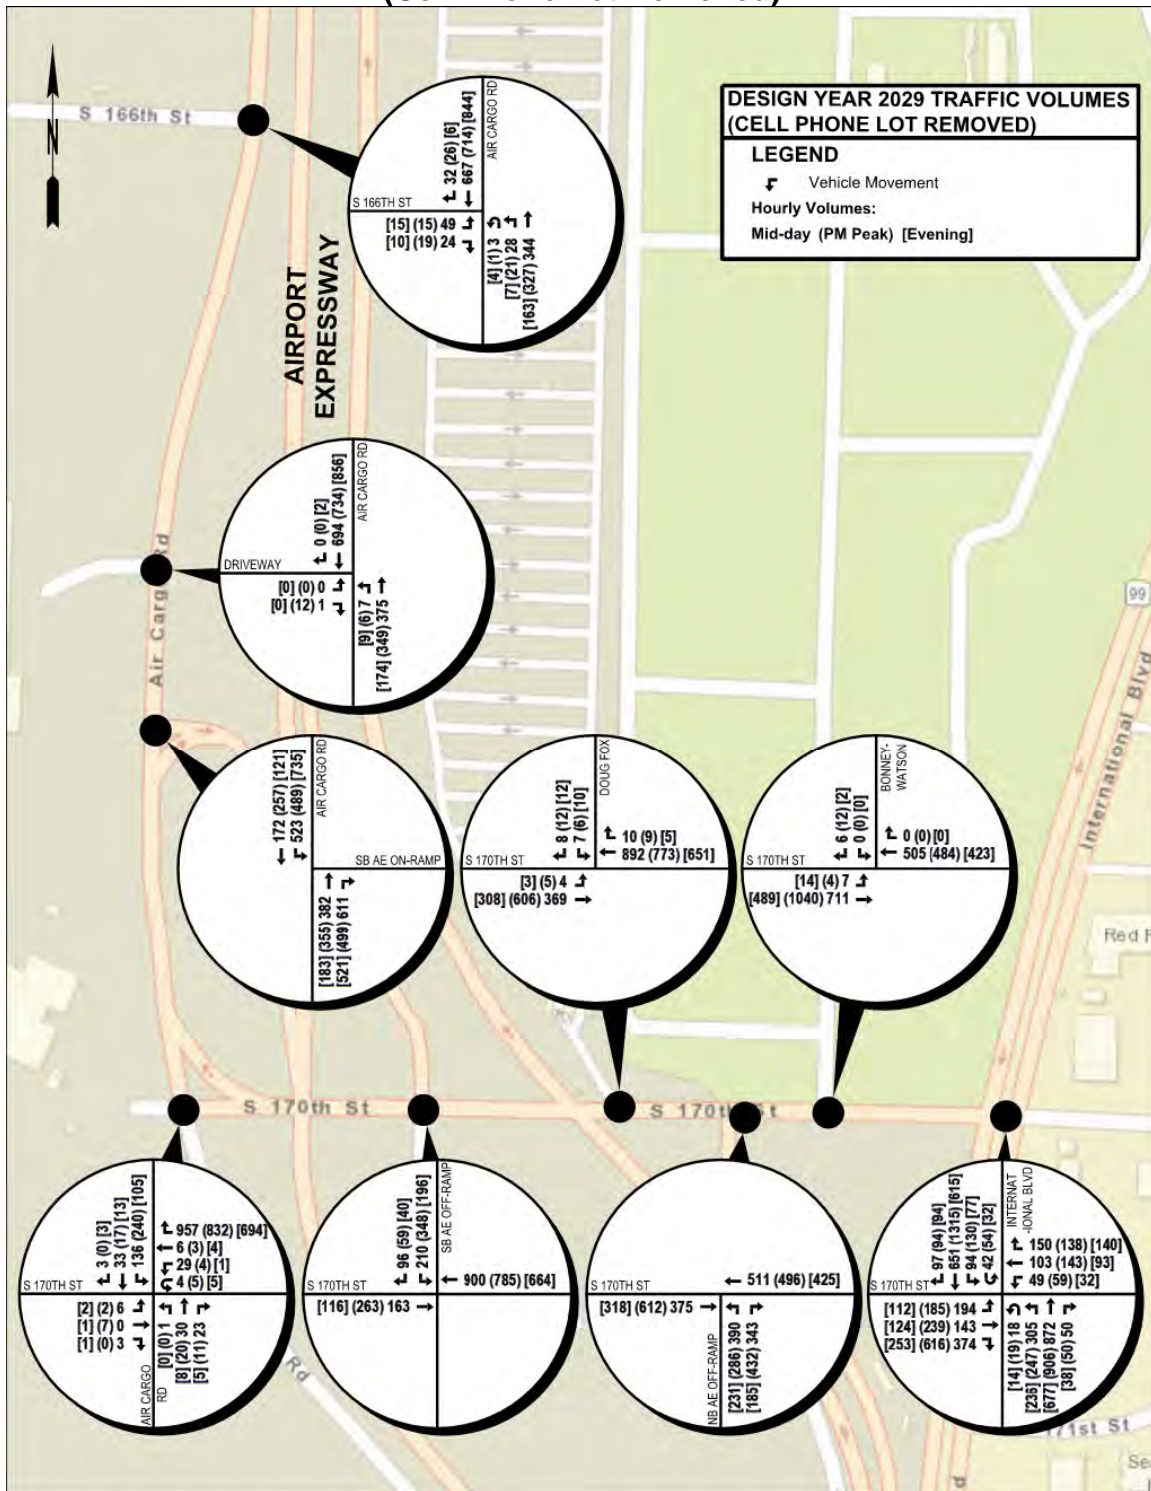 S 166th St
N
AIRPORT
EXPRESSWAY
DESIGN YEAR 2029 TRAFFIC VOLUMES
(CELL PHONE LOT REMOVED)
LEGEND
Vehicle Movement
Hourly Volumes:
Mid-day (PM Peak) [Evening]
S 166TH ST
AIR CARGO RD
32 (26) [6]
667 (714) [844]
[15] (15) 49
[10] (19) 24
[4] (1) 3
[7] (21) 28
[163] (327) 344
DRIVEWAY
AIR CARGO RD
0 (0) [2]
694 (734) [856]
[0] (0) 0
[0] (12) 1
[9] (6) 7
[174] (349) 375
Air Cargo Rd
99
International Blvd
AIR CARGO RD
SB AE ON-RAMP
172 (257) [121]
523 (489) [735]
[183] (355) 382
[521] (499) 611
S 170TH ST
DOUG FOX
8 (12) [12]
7 (6) [10]
10 (9) [5]
892 (773) [651]
[3] (5) 4
[308] (606) 369
S 170TH ST
BONNEY-
WATSON
6 (12) [2]
0 (0) [0]
0 (0) [0]
505 (484) [423]
[14] (4) 7
[489] (1040) 711
Red
S 170th St
S 170th St
S 170TH ST
AIR CARGO
RD
3 (0) [3]
33 (17) [13]
136 (240) [105]
957 (832) [694]
6 (3) [4]
29 (4) [1]
4 (5) [5]
[2] (2) 6
[1] (7) 0
[1] (0) 3
[0] (0) 1
[8] (20) 30
[5] (11) 23
S 170TH ST
SB AE OFF-RAMP
96 (59) [40]
210 (348) [196]
900 (785) [664]
[116] (263) 163
NB AE OFF-RAMP
511 (496) [425]
[318] (612) 375
[231] (286) 390
[185] (432) 343
S 170TH ST
INTERNAT
-IONAL BLVD
97 (94) [94]
651 (1315) [615]
94 (130) [77]
42 (54) [32]
150 (138) [140]
103 (143) [93]
49 (59) [32]
[112] (185) 194
[124] (239) 143
[253] (616) 374
[14] (19) 18
[236] (247) 305
[677] (906) 872
[38] (50) 50
Rd
171st St
Se